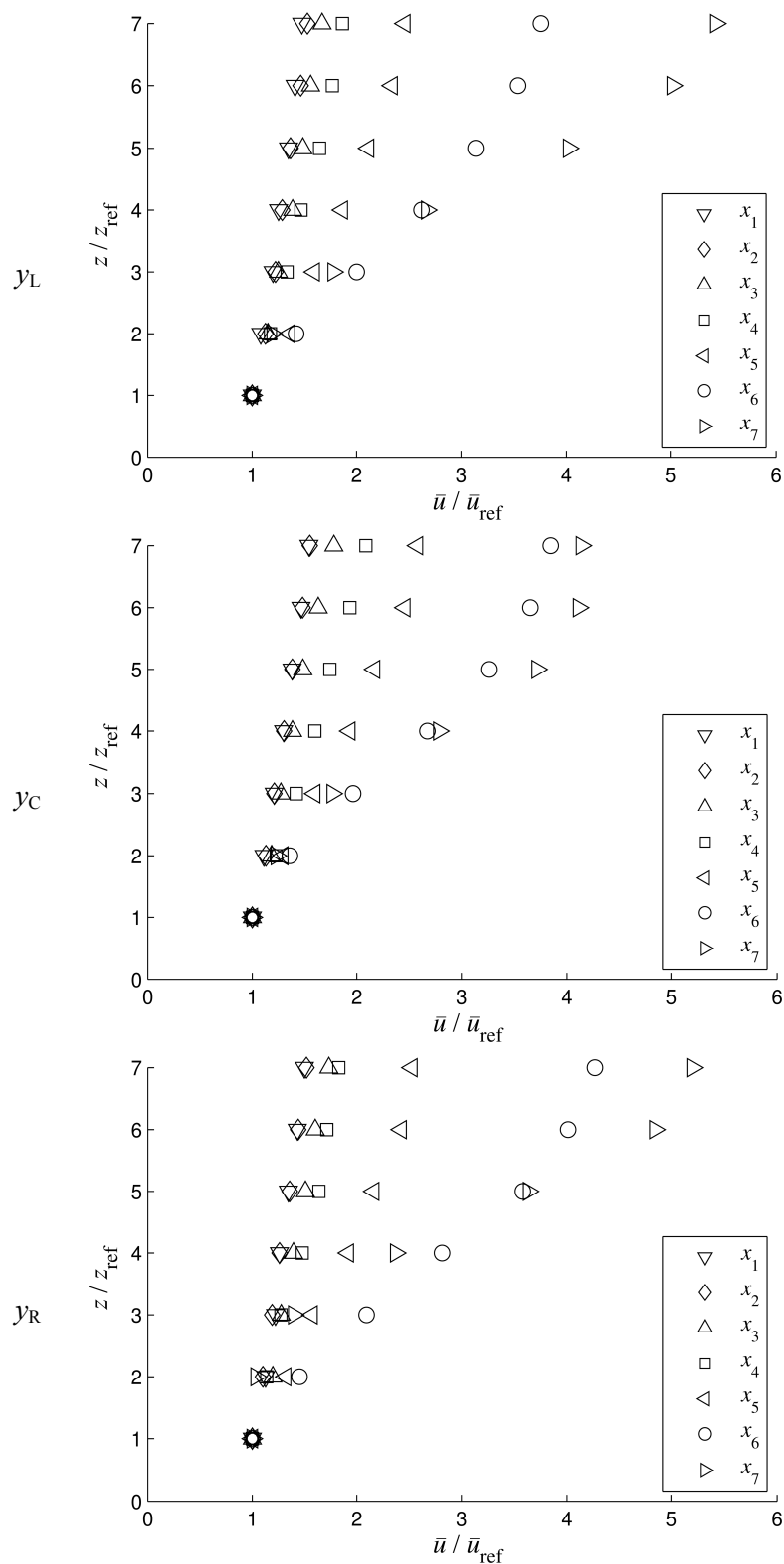 7
6
5
4
3
2
1
0
z / z_ref
y_L
x_1
x_2
x_3
x_4
x_5
x_6
x_7
0 1 2 3 4 5 6
ū / ū_ref
7
6
5
4
3
2
1
0
z / z_ref
y_C
x_1
x_2
x_3
x_4
x_5
x_6
x_7
0 1 2 3 4 5 6
ū / ū_ref
7
6
5
4
3
2
1
0
z / z_ref
y_R
x_1
x_2
x_3
x_4
x_5
x_6
x_7
0 1 2 3 4 5 6
ū / ū_ref